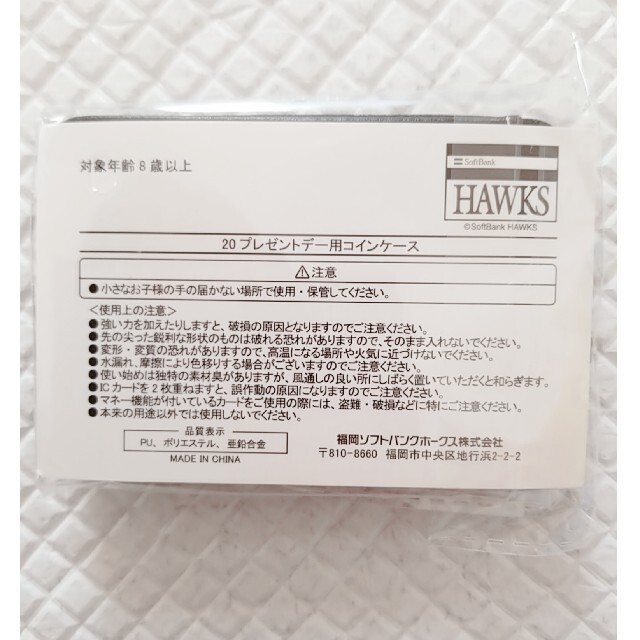 対象年齢8歳以上
SoftBank
HAWKS
©SoftBank HAWKS
20プレゼントデー用コインケース
⚠注意
●小さなお子様の手の届かない場所で使用・保管してください。
<使用上の注意>
●強い力を加えたりしますと、破損の原因となりますのでご注意ください。
●先の尖った鋭利な形状のものは破れる恐れがありますので、そのまま入れないでください。
●変形・変質の恐れがありますので、高温になる場所や火気に近づけないでください。
●水漏れ、摩擦により色移りする場合がございますのでご注意ください。
●使い始めは独特の素材臭がありますが、風通しの良い所にしばらく置いていただくと和らぎます。
●ICカードを2枚重ねますと、誤作動の原因になりますのでご注意ください。
●マネー機能が付いているカードをご使用の際には、盗難・破損などに特にご注意ください。
●本来の用途以外では使用しないでください。
品質表示
PU、ポリエステル、亜鉛合金
MADE IN CHINA
福岡ソフトバンクホークス株式会社
〒810-8660 福岡市中央区地行浜2-2-2